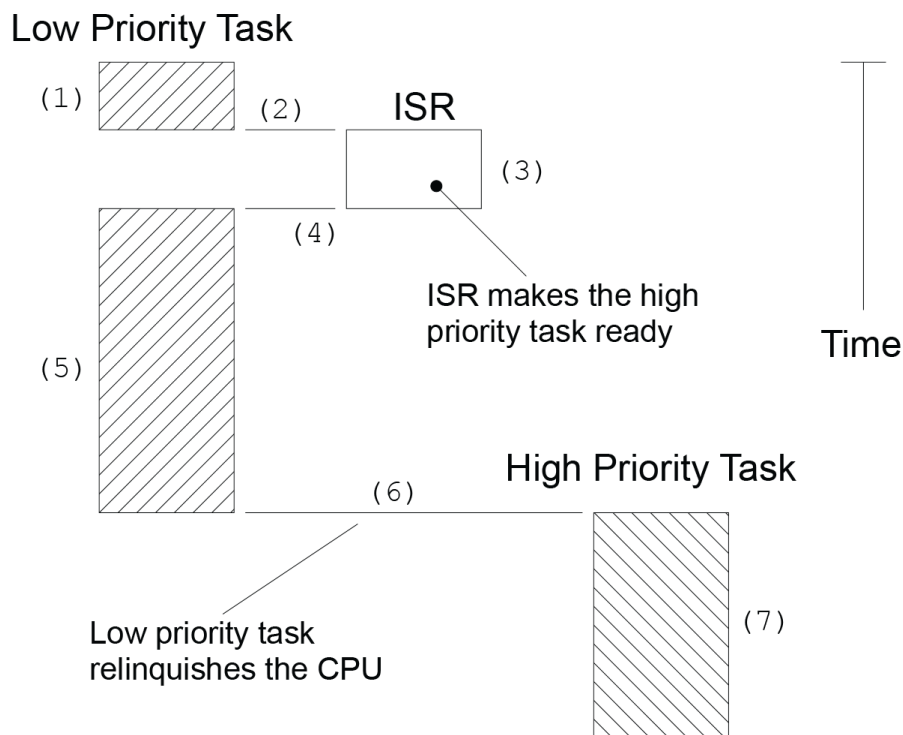 Low Priority Task
(1)
(2)
ISR
(3)
(4)
ISR makes the high
priority task ready
Time
(5)
High Priority Task
(6)
Low priority task
relinquishes the CPU
(7)